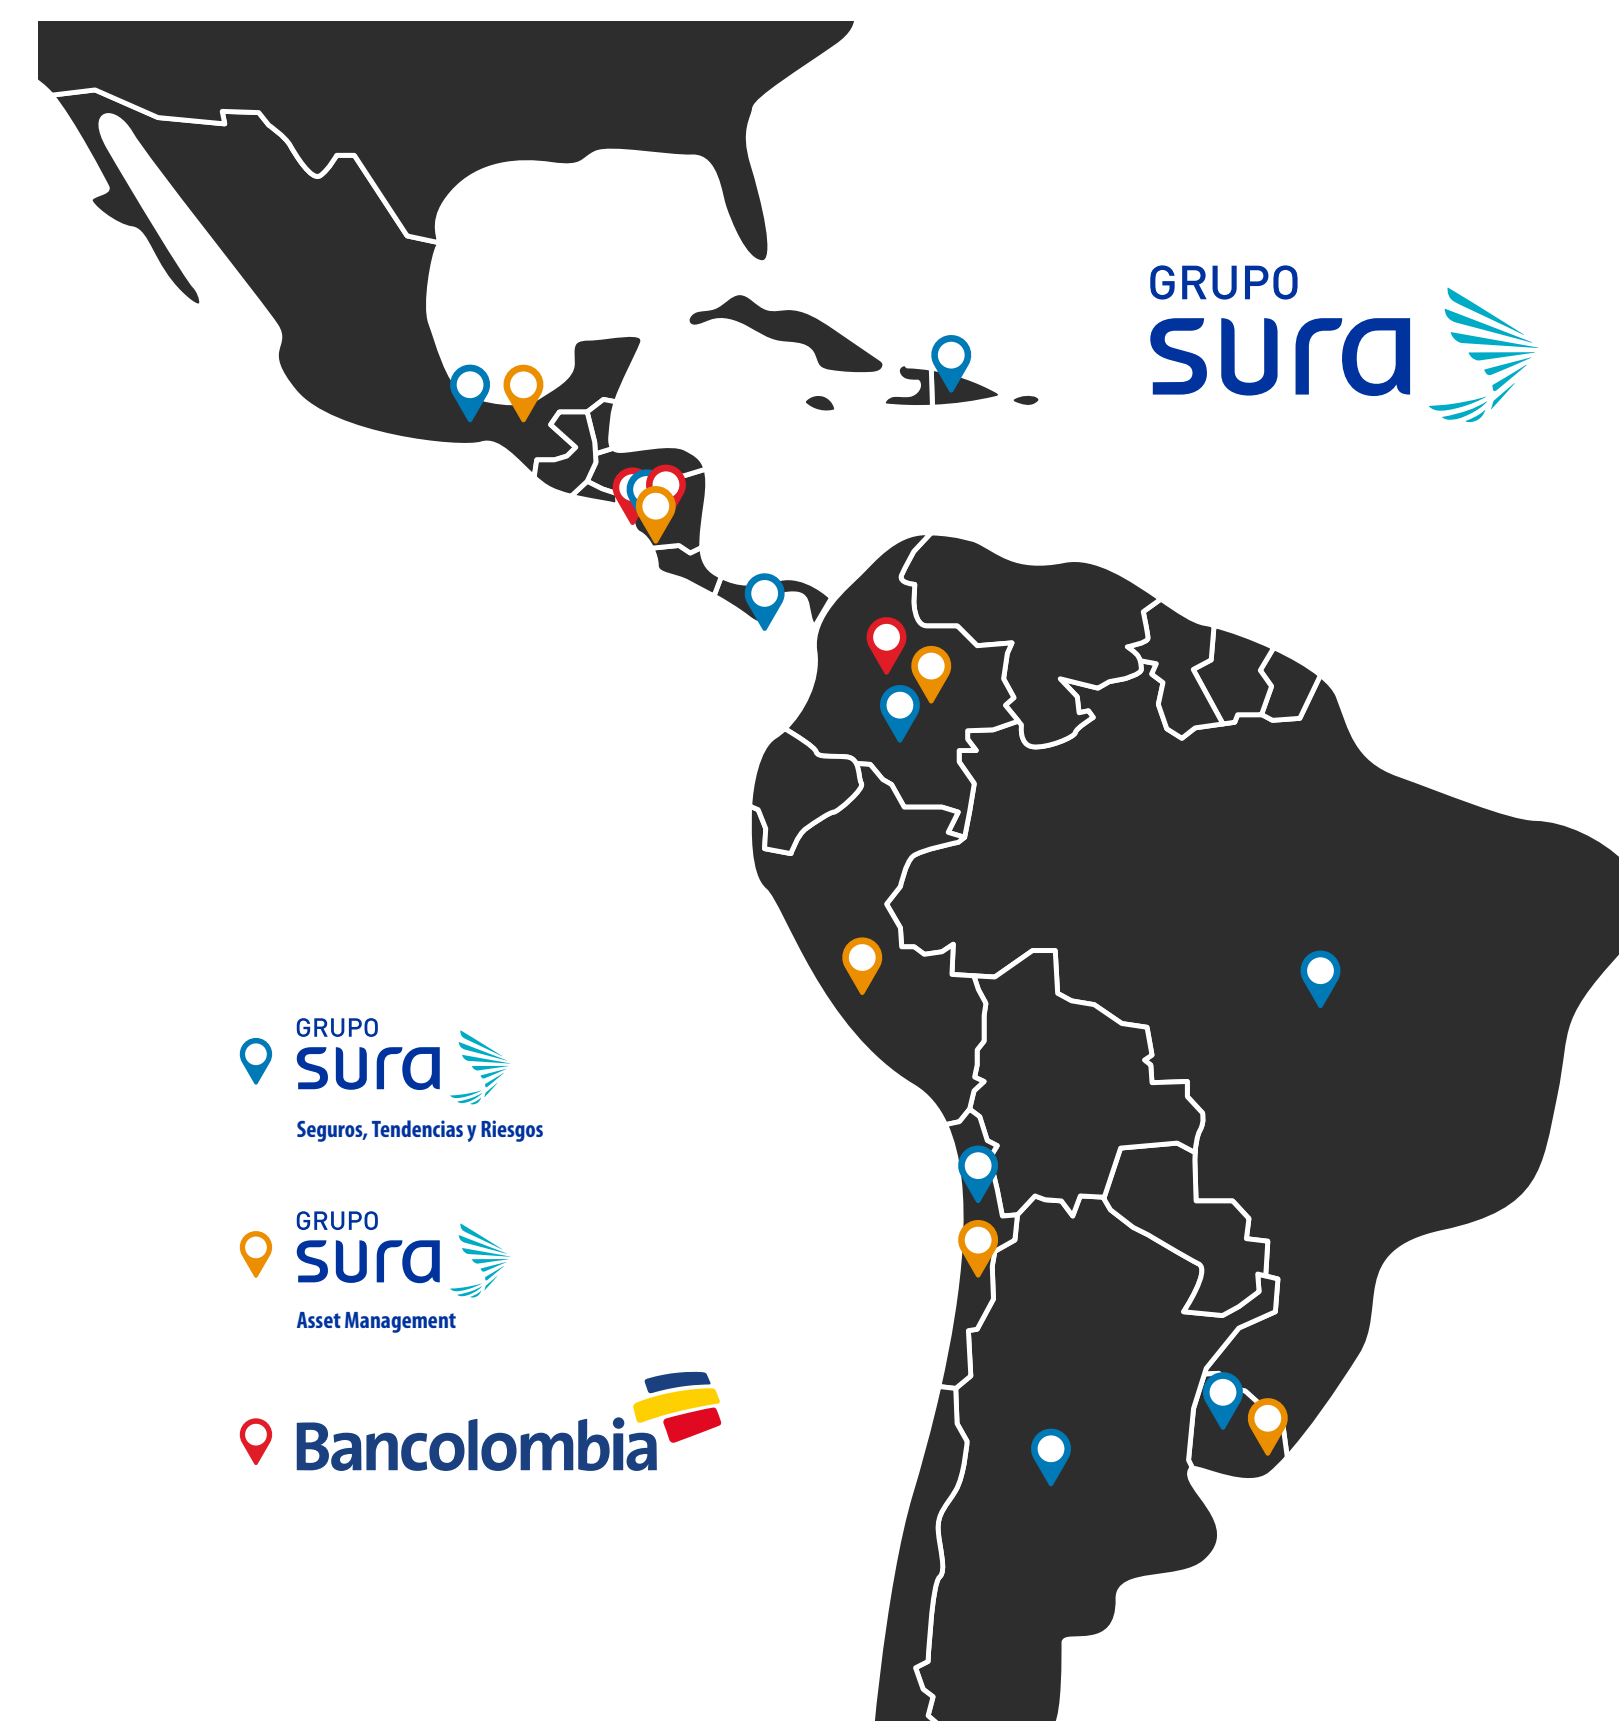 GRUPO
sura
GRUPO
sura
Seguros, Tendencias y Riesgos
GRUPO
sura
Asset Management
Bancolombia